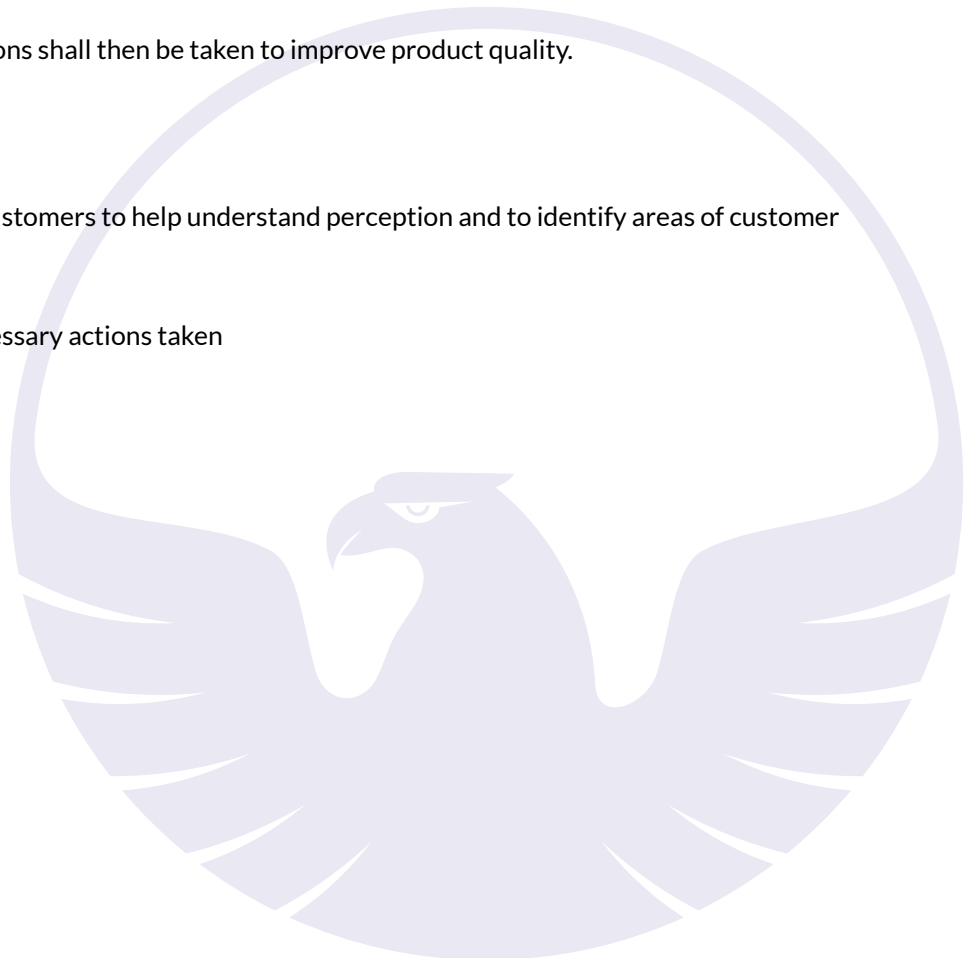 ons shall then be taken to improve product quality.
stomers to help understand perception and to identify areas of customer
essary actions taken